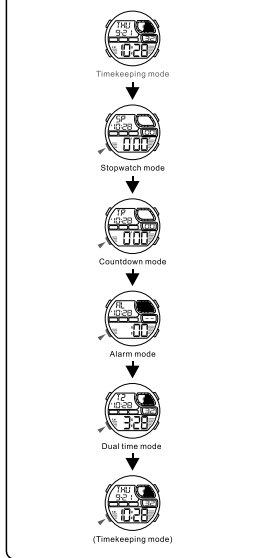 THU
9-21
10:28
Timekeeping mode
SP
10:28
0:00
Stopwatch mode
TR
10:28
0:00
Countdown mode
AL
10:28
:00
Alarm mode
T2
10:28
3:28
Dual time mode
THU
9-21
10:28
(Timekeeping mode)